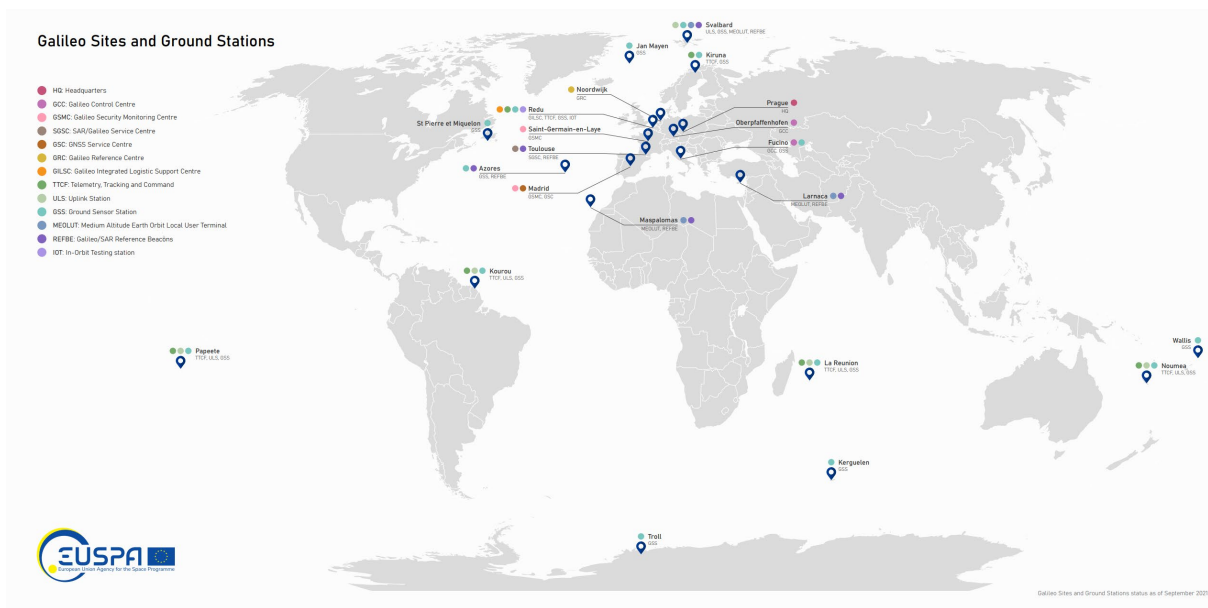 Galileo Sites and Ground Stations
HQ: Headquarters
GCC: Galileo Control Centre
GSMC: Galileo Security Monitoring Centre
SGSC: SAR/Galileo Service Centre
GSC: GNSS Service Centre
GRC: Galileo Reference Centre
GILSC: Galileo Integrated Logistic Support Centre
TTCF: Telemetry, Tracking and Command
ULS: Uplink Station
GSS: Ground Sensor Station
MEOLUT: Medium Altitude Earth Orbit Local User Terminal
REFBE: Galileo/SAR Reference Beacons
IOT: In-Orbit Testing station
Svalbard
ULS, GSS, MEOLUT, REFBE
Jan Mayen
GSS
Kiruna
TTCF, GSS
Noordwijk
GRC
Prague
HQ
Redu
GILSC, TTCF, GSS, IOT
St Pierre et Miquelon
GSS
Oberpfaffenhofen
GCC
Saint-Germain-en-Laye
GSMC
Fucino
GCC, GSS
Toulouse
SGSC, REFBE
Azores
GSS, REFBE
Madrid
GSMC, GSC
Larnaca
MEOLUT, REFBE
Maspalomas
MEOLUT, REFBE
Kourou
TTCF, ULS, GSS
Papeete
TTCF, ULS, GSS
Wallis
GSS
La Reunion
TTCF, ULS, GSS
Noumea
TTCF, ULS, GSS
Kerguelen
GSS
Troll
GSS
EUSPA
European Union Agency for the Space Programme
Galileo Sites and Ground Stations status as of September 2021